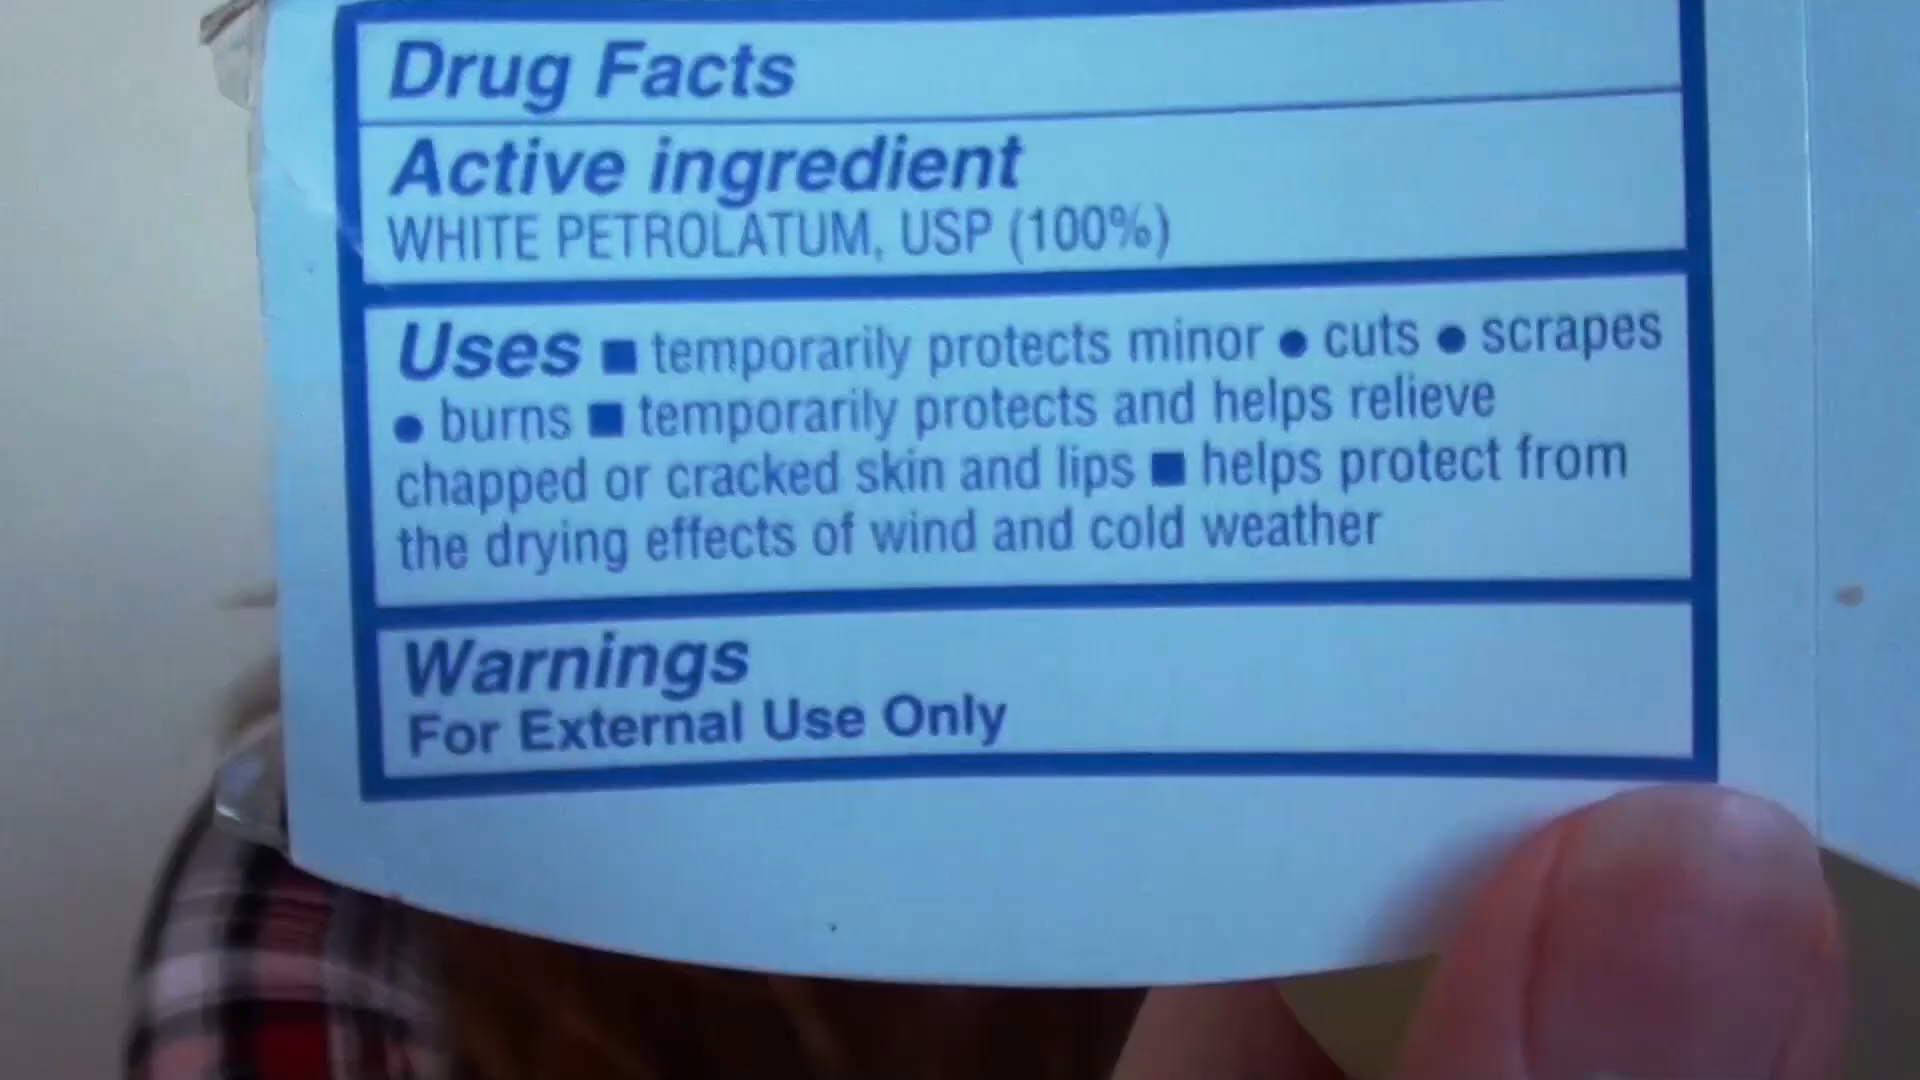 Drug Facts
Active ingredient
WHITE PETROLATUM, USP (100%)
Uses ■ temporarily protects minor ● cuts ● scrapes
● burns ■ temporarily protects and helps relieve
chapped or cracked skin and lips ■ helps protect from
the drying effects of wind and cold weather
Warnings
For External Use Only